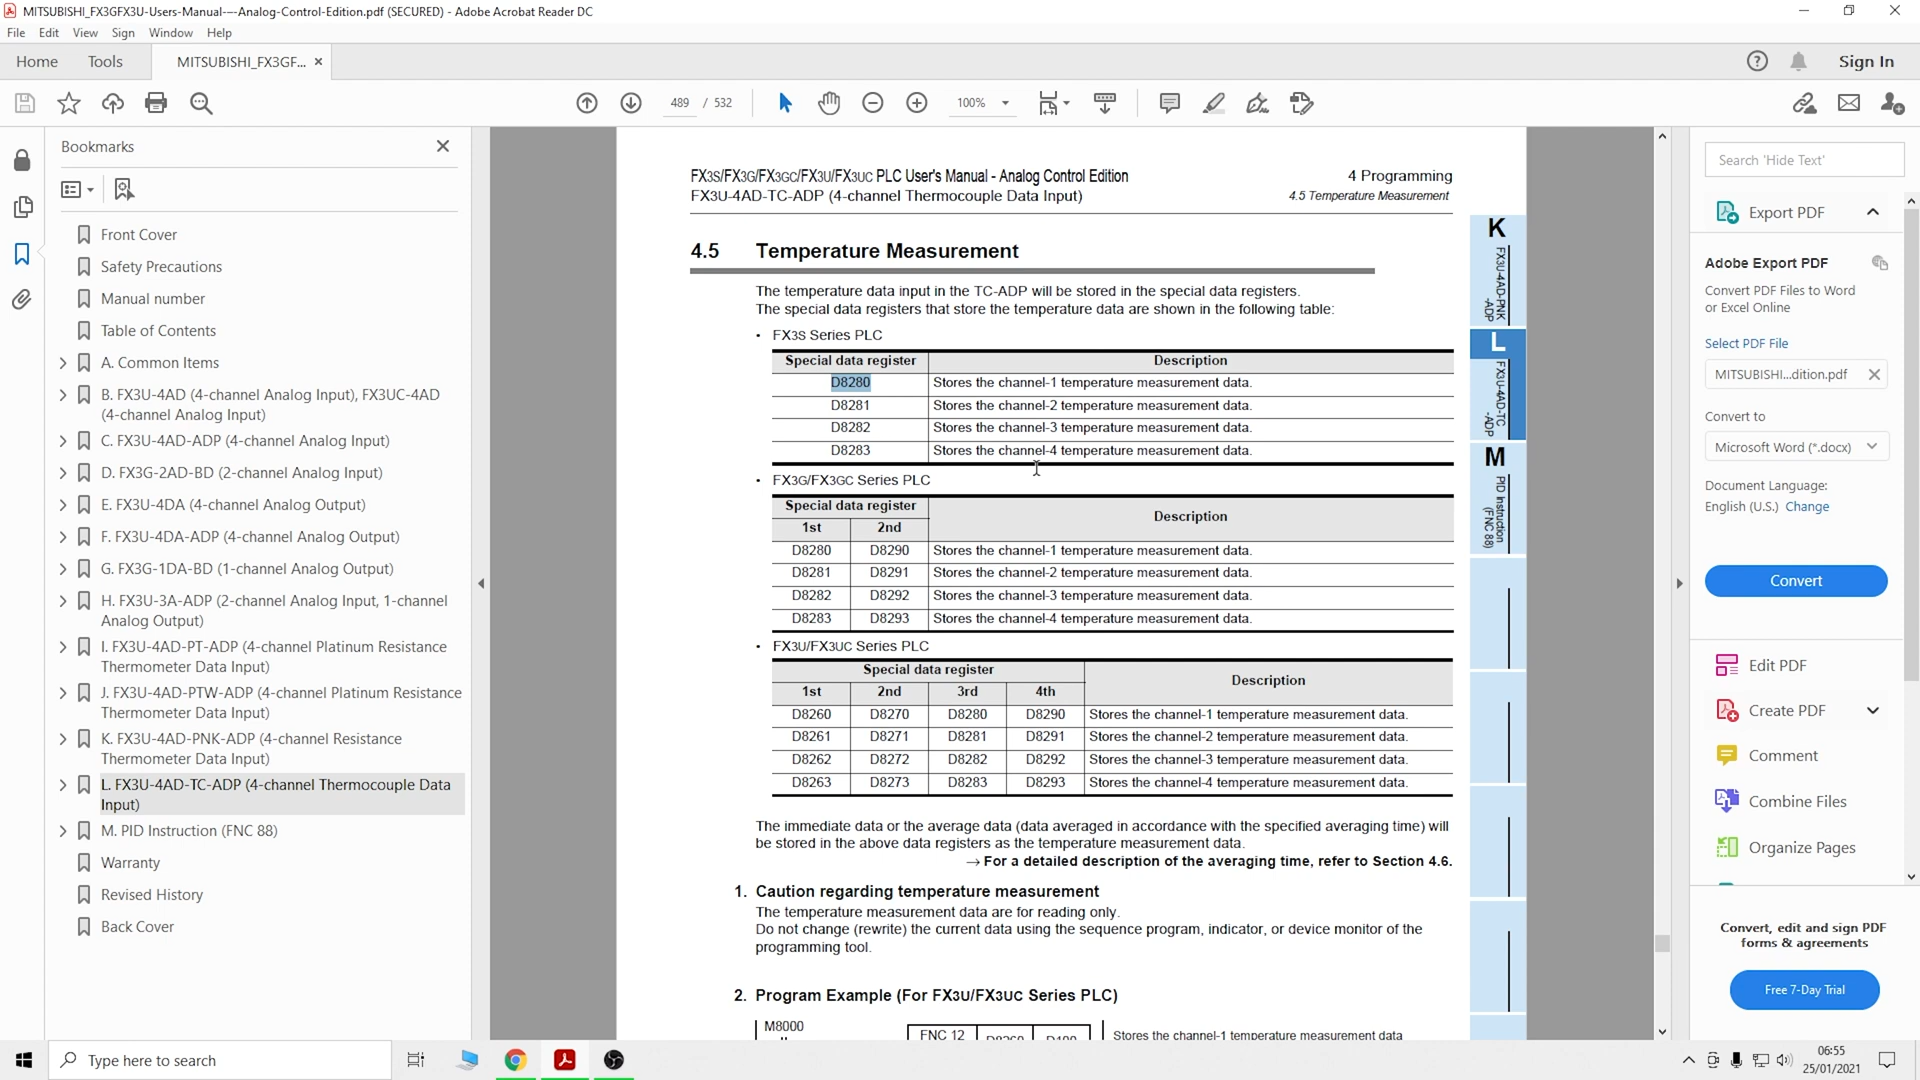 MITSUBISHI_FX3GFX3U-Users-Manual-–-Analog-Control-Edition.pdf (SECURED) - Adobe Acrobat Reader DC
File Edit View Sign Window Help
Home Tools MITSUBISHI_FX3GF... × Sign In
489 / 532 100%
Bookmarks
Front Cover
Safety Precautions
Manual number
Table of Contents
A. Common Items
B. FX3U-4AD (4-channel Analog Input), FX3UC-4AD
(4-channel Analog Input)
C. FX3U-4AD-ADP (4-channel Analog Input)
D. FX3G-2AD-BD (2-channel Analog Input)
E. FX3U-4DA (4-channel Analog Output)
F. FX3U-4DA-ADP (4-channel Analog Output)
G. FX3G-1DA-BD (1-channel Analog Output)
H. FX3U-3A-ADP (2-channel Analog Input, 1-channel
Analog Output)
I. FX3U-4AD-PT-ADP (4-channel Platinum Resistance
Thermometer Data Input)
J. FX3U-4AD-PTW-ADP (4-channel Platinum Resistance
Thermometer Data Input)
K. FX3U-4AD-PNK-ADP (4-channel Resistance
Thermometer Data Input)
L. FX3U-4AD-TC-ADP (4-channel Thermocouple Data
Input)
M. PID Instruction (FNC 88)
Warranty
Revised History
Back Cover
FX3S/FX3G/FX3GC/FX3U/FX3UC PLC User's Manual - Analog Control Edition 4 Programming
FX3U-4AD-TC-ADP (4-channel Thermocouple Data Input) 4.5 Temperature Measurement
4.5 Temperature Measurement
The temperature data input in the TC-ADP will be stored in the special data registers.
The special data registers that store the temperature data are shown in the following table:
• FX3S Series PLC
Special data register Description
D8280 Stores the channel-1 temperature measurement data.
D8281 Stores the channel-2 temperature measurement data.
D8282 Stores the channel-3 temperature measurement data.
D8283 Stores the channel-4 temperature measurement data.
• FX3G/FX3GC Series PLC
Special data register Description
1st 2nd
D8280 D8290 Stores the channel-1 temperature measurement data.
D8281 D8291 Stores the channel-2 temperature measurement data.
D8282 D8292 Stores the channel-3 temperature measurement data.
D8283 D8293 Stores the channel-4 temperature measurement data.
• FX3U/FX3UC Series PLC
Special data register Description
1st 2nd 3rd 4th
D8260 D8270 D8280 D8290 Stores the channel-1 temperature measurement data.
D8261 D8271 D8281 D8291 Stores the channel-2 temperature measurement data.
D8262 D8272 D8282 D8292 Stores the channel-3 temperature measurement data.
D8263 D8273 D8283 D8293 Stores the channel-4 temperature measurement data.
The immediate data or the average data (data averaged in accordance with the specified averaging time) will
be stored in the above data registers as the temperature measurement data.
→ For a detailed description of the averaging time, refer to Section 4.6.
1. Caution regarding temperature measurement
The temperature measurement data are for reading only.
Do not change (rewrite) the current data using the sequence program, indicator, or device monitor of the
programming tool.
2. Program Example (For FX3U/FX3UC Series PLC)
M8000
FNC 12 Stores the channel-1 temperature measurement data
K
FX3U-4AD-PNK
-ADP
L
FX3U-4AD-TC
-ADP
M
PID Instruction
(FNC 88)
Search 'Hide Text'
Export PDF
Adobe Export PDF
Convert PDF Files to Word
or Excel Online
Select PDF File
MITSUBISHI...dition.pdf
Convert to
Microsoft Word (*.docx)
Document Language:
English (U.S.) Change
Convert
Edit PDF
Create PDF
Comment
Combine Files
Organize Pages
Convert, edit and sign PDF
forms & agreements
Free 7-Day Trial
Type here to search
06:55
25/01/2021